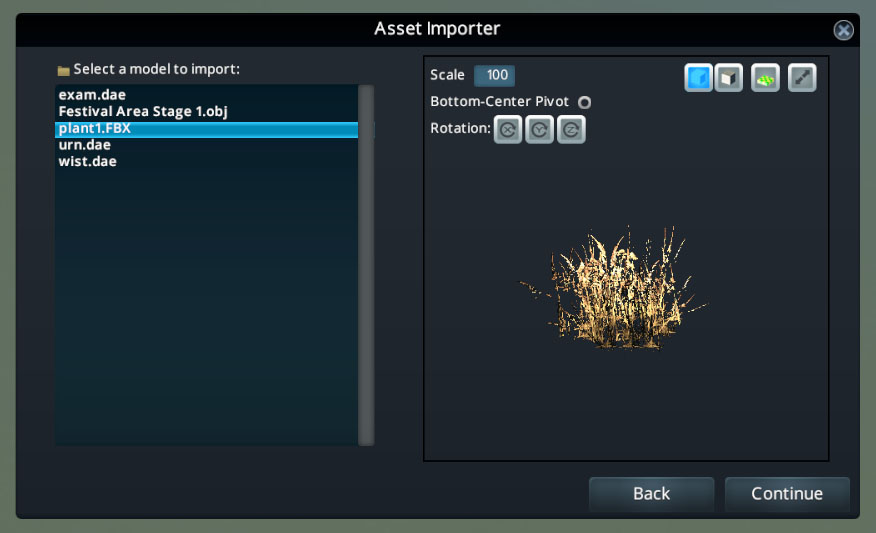 Asset Importer
Select a model to import:
exam.dae
Festival Area Stage 1.obj
plant1.FBX
urn.dae
wist.dae
Scale 100
Bottom-Center Pivot
Rotation: X Y Z
Back Continue